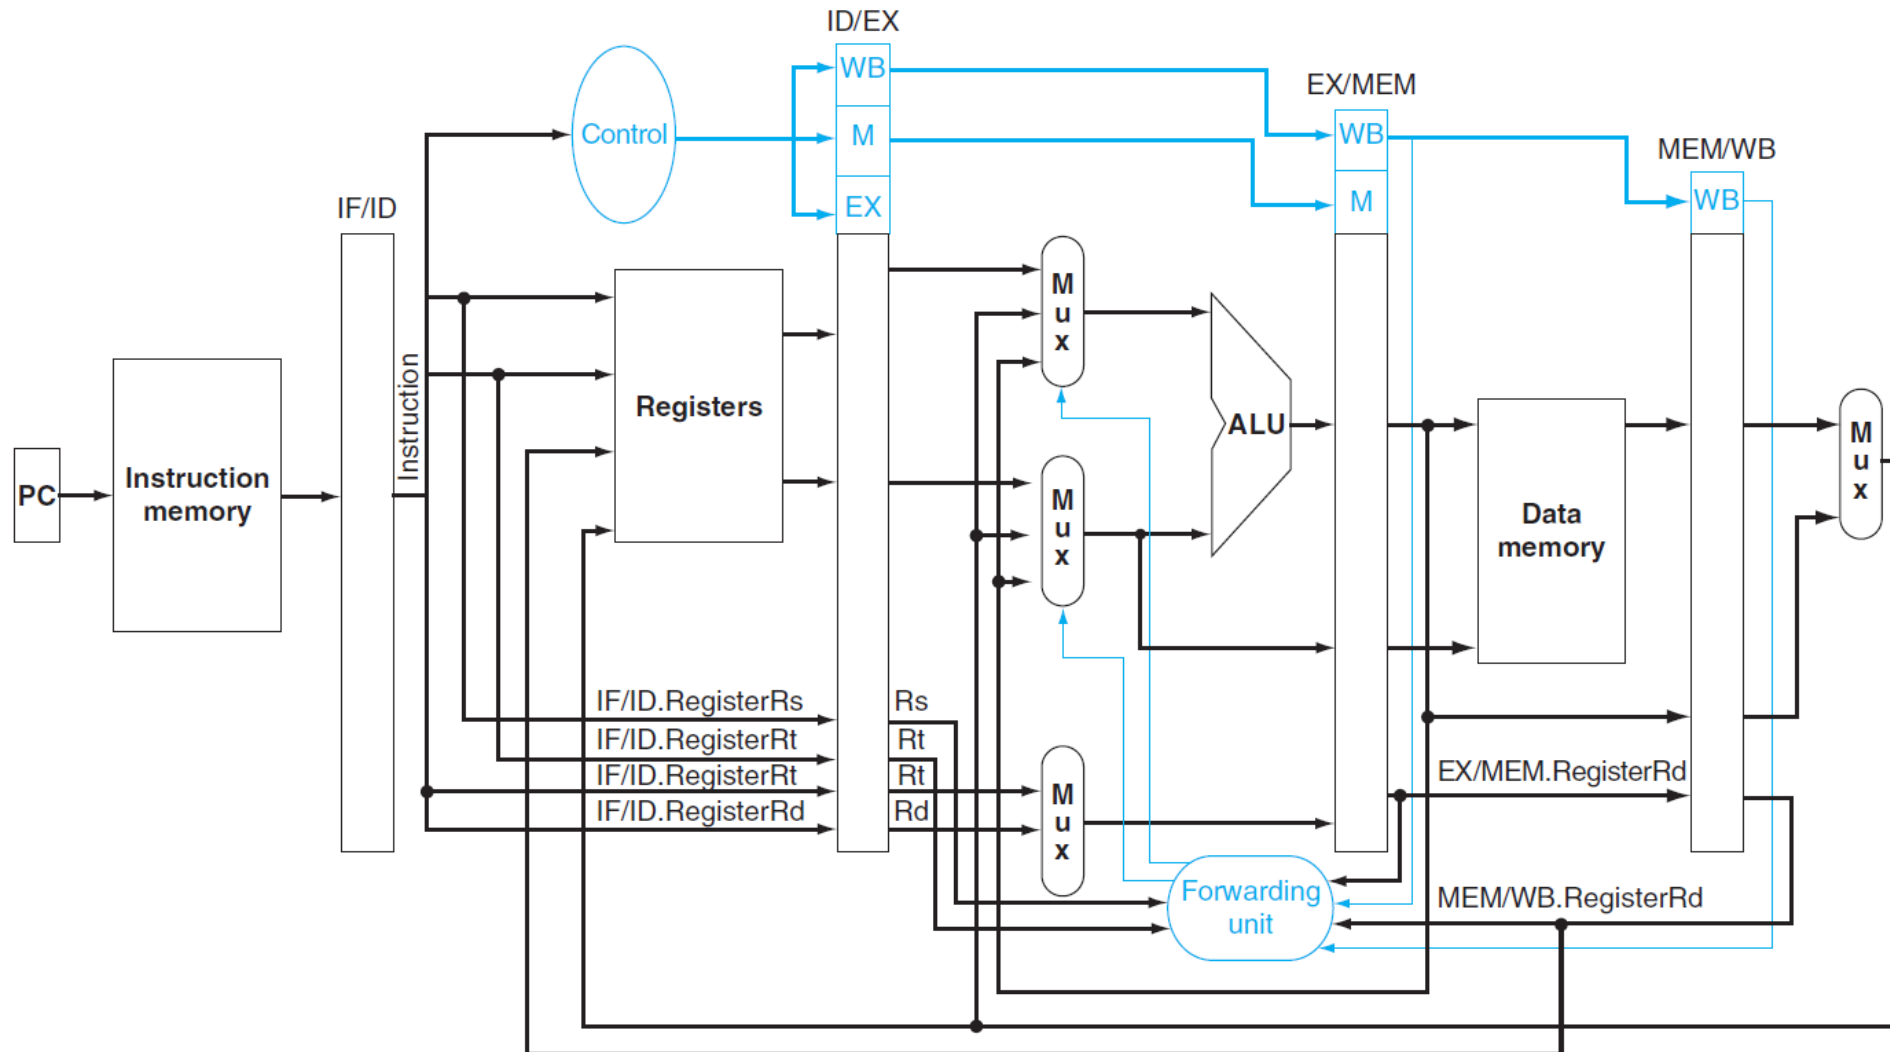 ID/EX
WB
EX/MEM
Control
M
WB
MEM/WB
IF/ID
EX
M
WB
M
u
x
Instruction
Registers
ALU
M
u
x
PC
Instruction
memory
M
u
x
Data
memory
IF/ID.RegisterRs
Rs
IF/ID.RegisterRt
Rt
IF/ID.RegisterRt
Rt
EX/MEM.RegisterRd
IF/ID.RegisterRd
Rd
M
u
x
Forwarding
unit
MEM/WB.RegisterRd